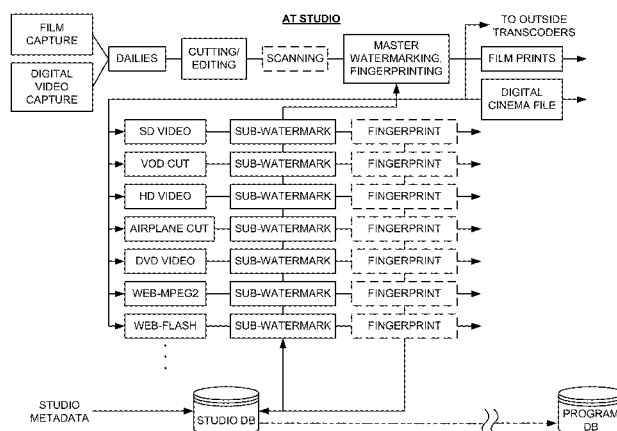 AT STUDIO
FILM
CAPTURE
DIGITAL
VIDEO
CAPTURE
DAILIES
CUTTING/
EDITING
SCANNING
MASTER
WATERMARKING,
FINGERPRINTING
TO OUTSIDE
TRANSCODERS
FILM PRINTS
DIGITAL
CINEMA FILE
SD VIDEO
SUB-WATERMARK
FINGERPRINT
VOD CUT
SUB-WATERMARK
FINGERPRINT
HD VIDEO
SUB-WATERMARK
FINGERPRINT
AIRPLANE CUT
SUB-WATERMARK
FINGERPRINT
DVD VIDEO
SUB-WATERMARK
FINGERPRINT
WEB-MPEG2
SUB-WATERMARK
FINGERPRINT
WEB-FLASH
SUB-WATERMARK
FINGERPRINT
STUDIO
METADATA
STUDIO DB
PROGRAM
DB